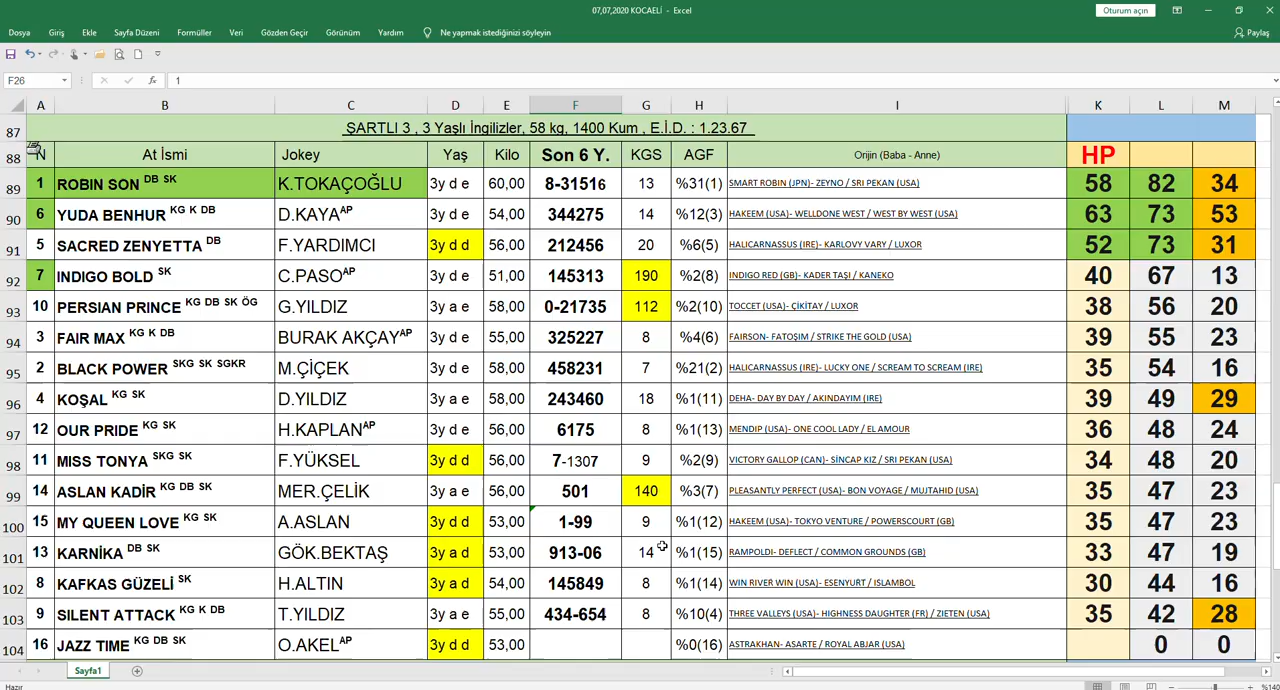 07,07,2020 KOCAELİ - Excel
Oturum açın
Dosya Giriş Ekle Sayfa Düzeni Formüller Veri Gözden Geçir Görünüm Yardım Ne yapmak istediğinizi söyleyin Paylaş
F26 fx 1
A B C D E F G H I K L M
87 ŞARTLI 3 , 3 Yaşlı İngilizler, 58 kg, 1400 Kum , E.İ.D. : 1.23.67
88 N At İsmi Jokey Yaş Kilo Son 6 Y. KGS AGF Orijin (Baba - Anne) HP
89 1 ROBIN SON DB SK K.TOKAÇOĞLU 3y d e 60,00 8-31516 13 %31(1) SMART ROBIN (JPN)- ZEYNO / SRI PEKAN (USA) 58 82 34
90 6 YUDA BENHUR KG K DB D.KAYA AP 3y d e 54,00 344275 14 %12(3) HAKEEM (USA)- WELLDONE WEST / WEST BY WEST (USA) 63 73 53
91 5 SACRED ZENYETTA DB F.YARDIMCI 3y d d 56,00 212456 20 %6(5) HALICARNASSUS (IRE)- KARLOVY VARY / LUXOR 52 73 31
92 7 INDIGO BOLD SK C.PASO AP 3y d e 51,00 145313 190 %2(8) INDIGO RED (GB)- KADER TAŞI / KANEKO 40 67 13
93 10 PERSIAN PRINCE KG DB SK ÖG G.YILDIZ 3y a e 58,00 0-21735 112 %2(10) TOCCET (USA)- ÇİKİTAY / LUXOR 38 56 20
94 3 FAIR MAX KG K DB BURAK AKÇAY AP 3y d e 55,00 325227 8 %4(6) FAIRSON- FATOŞIM / STRIKE THE GOLD (USA) 39 55 23
95 2 BLACK POWER SKG SK SGKR M.ÇİÇEK 3y d e 58,00 458231 7 %21(2) HALICARNASSUS (IRE)- LUCKY ONE / SCREAM TO SCREAM (IRE) 35 54 16
96 4 KOŞAL KG SK D.YILDIZ 3y a e 58,00 243460 18 %1(11) DEHA- DAY BY DAY / AKINDAYIM (IRE) 39 49 29
97 12 OUR PRIDE KG SK H.KAPLAN AP 3y d e 56,00 6175 8 %1(13) MENDIP (USA)- ONE COOL LADY / EL AMOUR 36 48 24
98 11 MISS TONYA SKG SK F.YÜKSEL 3y d d 56,00 7-1307 9 %2(9) VICTORY GALLOP (CAN)- SİNCAP KIZ / SRI PEKAN (USA) 34 48 20
99 14 ASLAN KADİR KG DB SK MER.ÇELİK 3y a e 56,00 501 140 %3(7) PLEASANTLY PERFECT (USA)- BON VOYAGE / MUJTAHID (USA) 35 47 23
100 15 MY QUEEN LOVE KG SK A.ASLAN 3y d d 53,00 1-99 9 %1(12) HAKEEM (USA)- TOKYO VENTURE / POWERSCOURT (GB) 35 47 23
101 13 KARNİKA DB SK GÖK.BEKTAŞ 3y a d 53,00 913-06 14 %1(15) RAMPOLDI- DEFLECT / COMMON GROUNDS (GB) 33 47 19
102 8 KAFKAS GÜZELİ SK H.ALTIN 3y a d 54,00 145849 8 %1(14) WIN RIVER WIN (USA)- ESENYURT / ISLAMBOL 30 44 16
103 9 SILENT ATTACK KG K DB T.YILDIZ 3y a e 55,00 434-654 8 %10(4) THREE VALLEYS (USA)- HIGHNESS DAUGHTER (FR) / ZIETEN (USA) 35 42 28
104 16 JAZZ TIME KG DB SK O.AKEL AP 3y d d 53,00 %0(16) ASTRAKHAN- ASARTE / ROYAL ABJAR (USA) 0 0
Sayfa1
Hazır %140